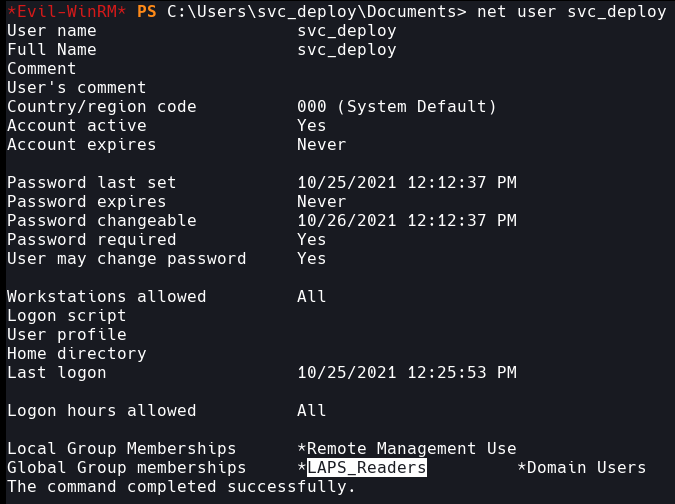 *Evil-WinRM* PS C:\Users\svc_deploy\Documents> net user svc_deploy
User name                    svc_deploy
Full Name                    svc_deploy
Comment
User's comment
Country/region code          000 (System Default)
Account active               Yes
Account expires              Never
Password last set            10/25/2021 12:12:37 PM
Password expires             Never
Password changeable          10/26/2021 12:12:37 PM
Password required            Yes
User may change password     Yes
Workstations allowed         All
Logon script
User profile
Home directory
Last logon                   10/25/2021 12:25:53 PM
Logon hours allowed          All
Local Group Memberships      *Remote Management Use
Global Group memberships     *LAPS_Readers         *Domain Users
The command completed successfully.